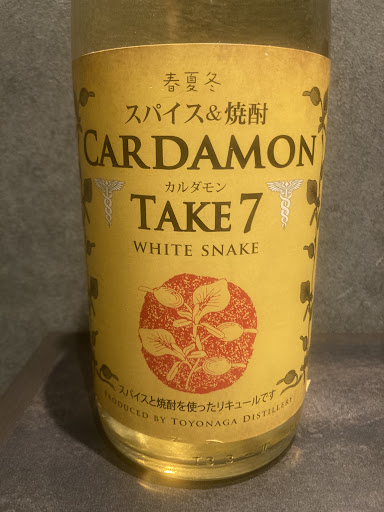 春夏冬
スパイス&焼酎
CARDAMON
カルダモン
TAKE 7
WHITE SNAKE
スパイスと焼酎を使ったリキュールです
PRODUCED BY TOYONAGA DISTILLERY